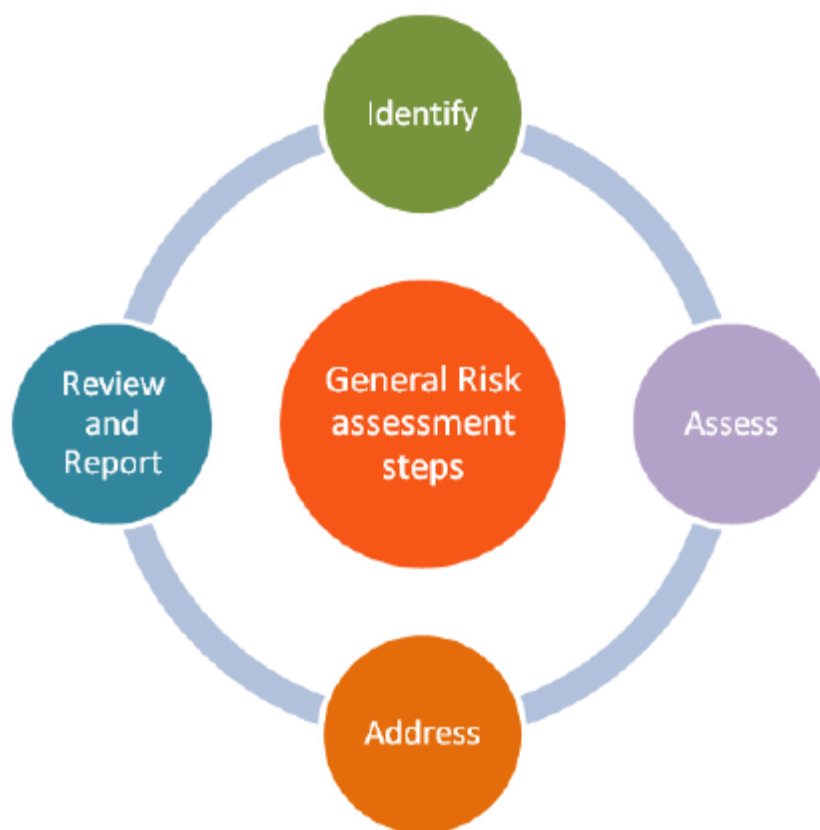 Identify
Review
and
Report
General Risk
assessment
steps
Assess
Address